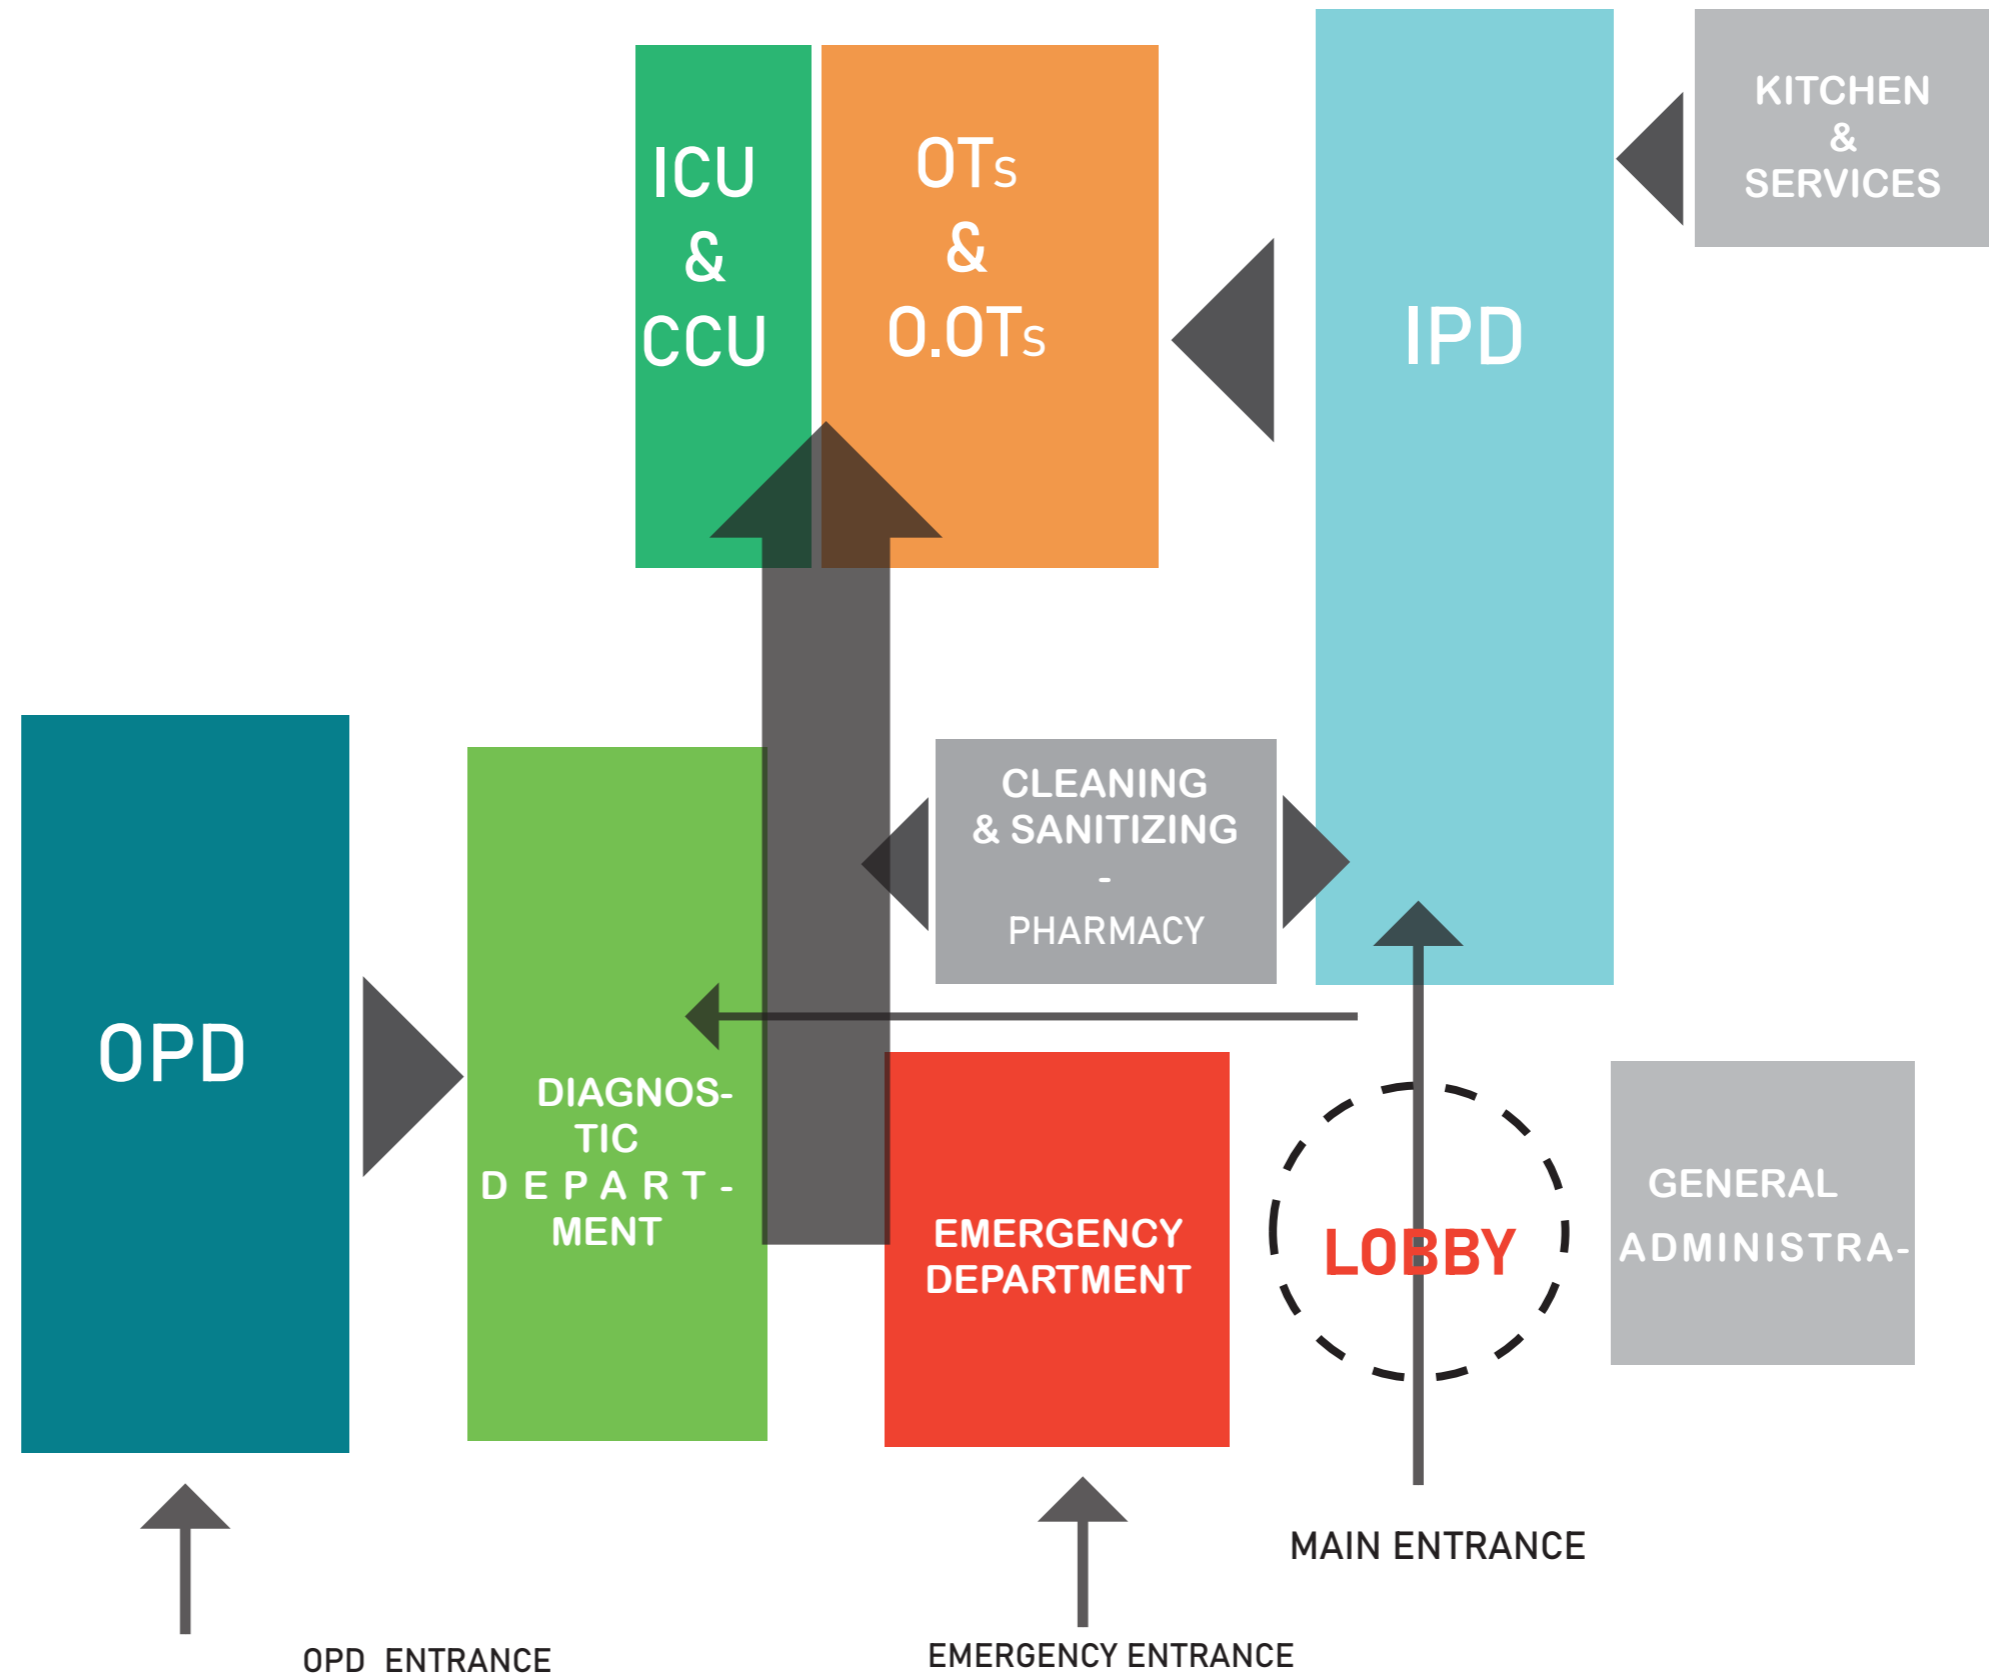 ICU
&
CCU
OTs
&
O.OTs
IPD
KITCHEN
&
SERVICES
OPD
DIAGNOS-
TIC
DEPART-
MENT
CLEANING
& SANITIZING
-
PHARMACY
EMERGENCY
DEPARTMENT
LOBBY
GENERAL
ADMINISTRA-
MAIN ENTRANCE
OPD ENTRANCE
EMERGENCY ENTRANCE